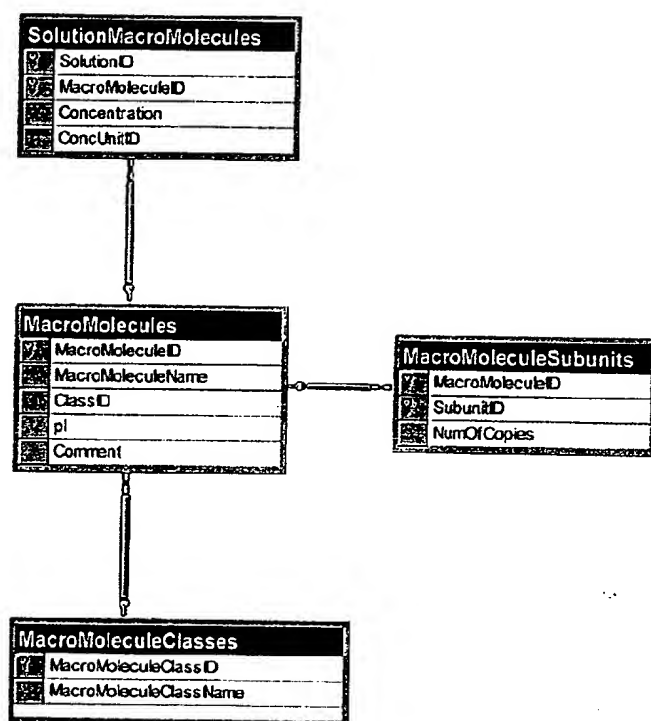 SolutionMacroMolecules
SolutionID
MacroMoleculeID
Concentration
ConcUnitID
MacroMolecules
MacroMoleculeID
MacroMoleculeName
ClassID
pI
Comment
MacroMoleculeSubunits
MacroMoleculeID
SubunitID
NumOfCopies
MacroMoleculeClasses
MacroMoleculeClassID
MacroMoleculeClassName